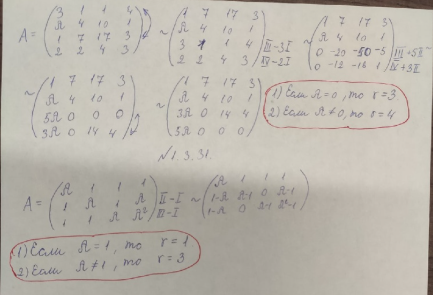 A = ( 3 1 1 4 ) ~ ( 1 7 17 3 ) ~ ( 1 7 17 3 )
( λ 4 10 1 ) ( λ 4 10 1 ) ( λ 4 10 1 )
( 1 7 17 3 ) ( 3 1 1 4 ) III-3I ( 0 -20 -50 -5 ) III+5II ~
( 2 2 4 3 ) ( 2 2 4 3 ) IV-2I ( 0 -12 -3 ) IV+3II
~ ( 1 7 17 3 ) ~ ( 1 7 17 3 ) 1) Если λ=0, то r=3.
( λ 4 10 1 ) ( λ 4 10 1 ) 2) Если λ≠0, то r=4
( 5λ 0 0 0 ) ( 3λ 0 14 4 )
( 3λ 0 14 4 ) ( 5λ 0 0 0 )
№1.3.31.
A = ( λ 1 1 1 ) ~ ( λ 1 1 1 )
( 1 λ 1 λ ) II-I ( 1-λ λ-1 0 λ-1 )
( 1 1 λ λ² ) III-I ( 1-λ 0 λ-1 λ²-1 )
1) Если λ=1, то r=1
2) Если λ≠1, то r=3